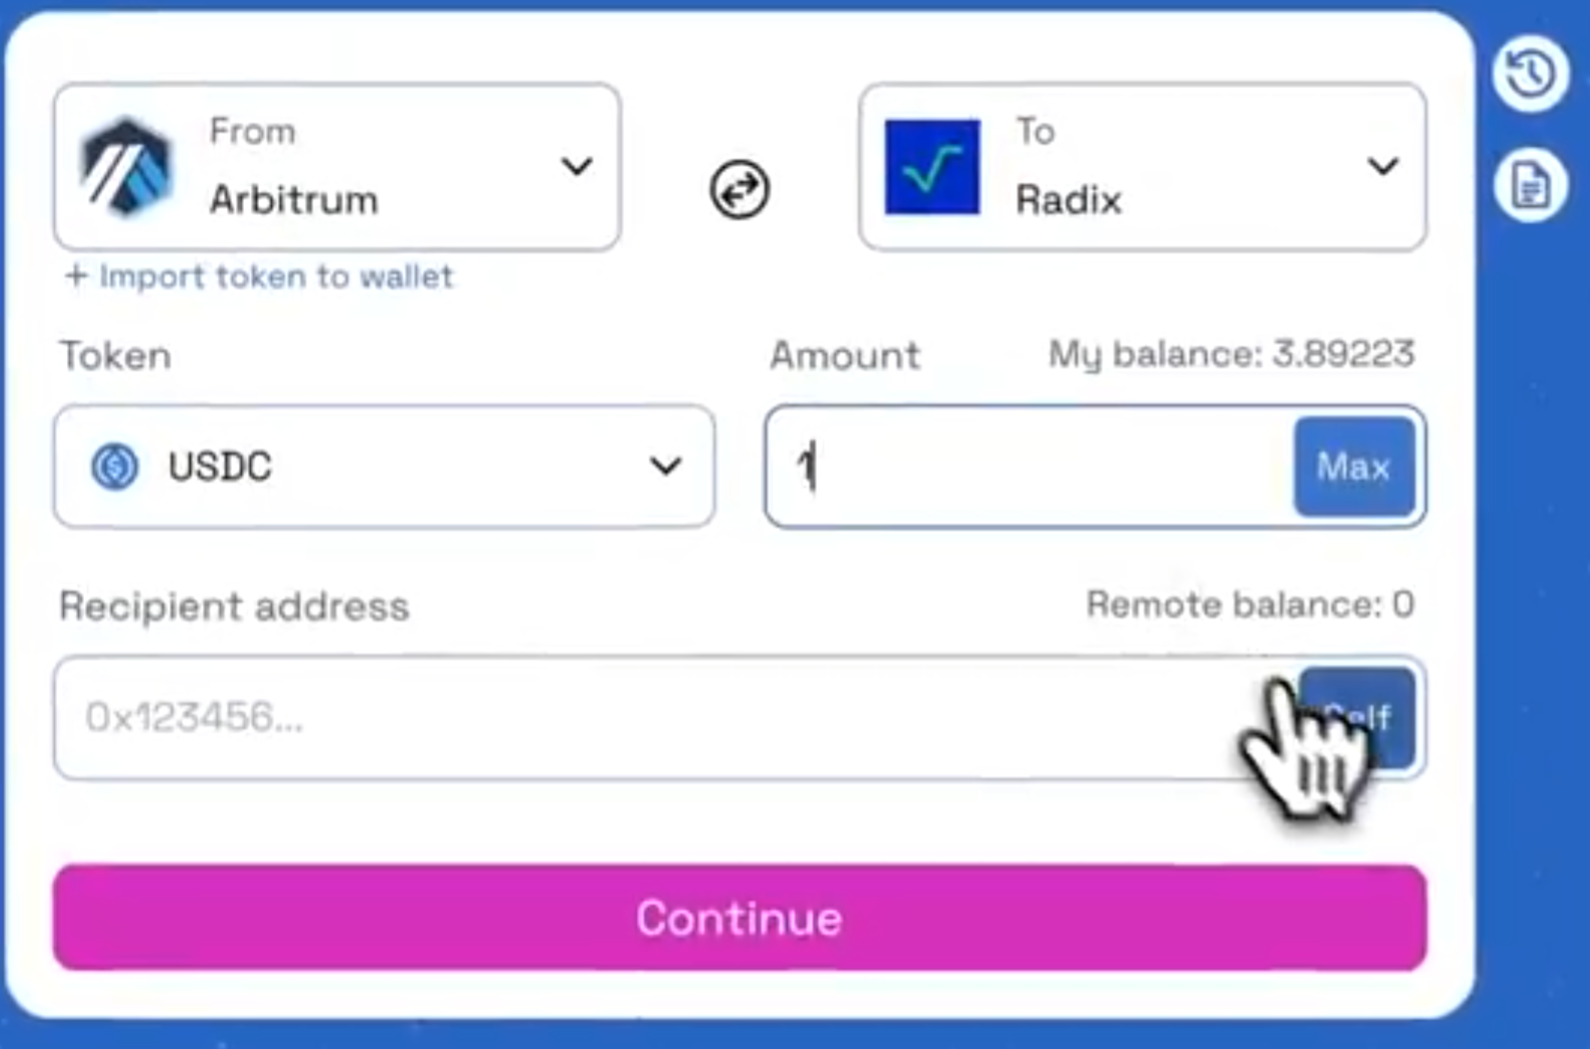 From
Arbitrum
To
Radix
+ Import token to wallet
Token
Amount
My balance: 3.89223
USDC
1
Max
Recipient address
Remote balance: 0
0x123456...
Self
Continue